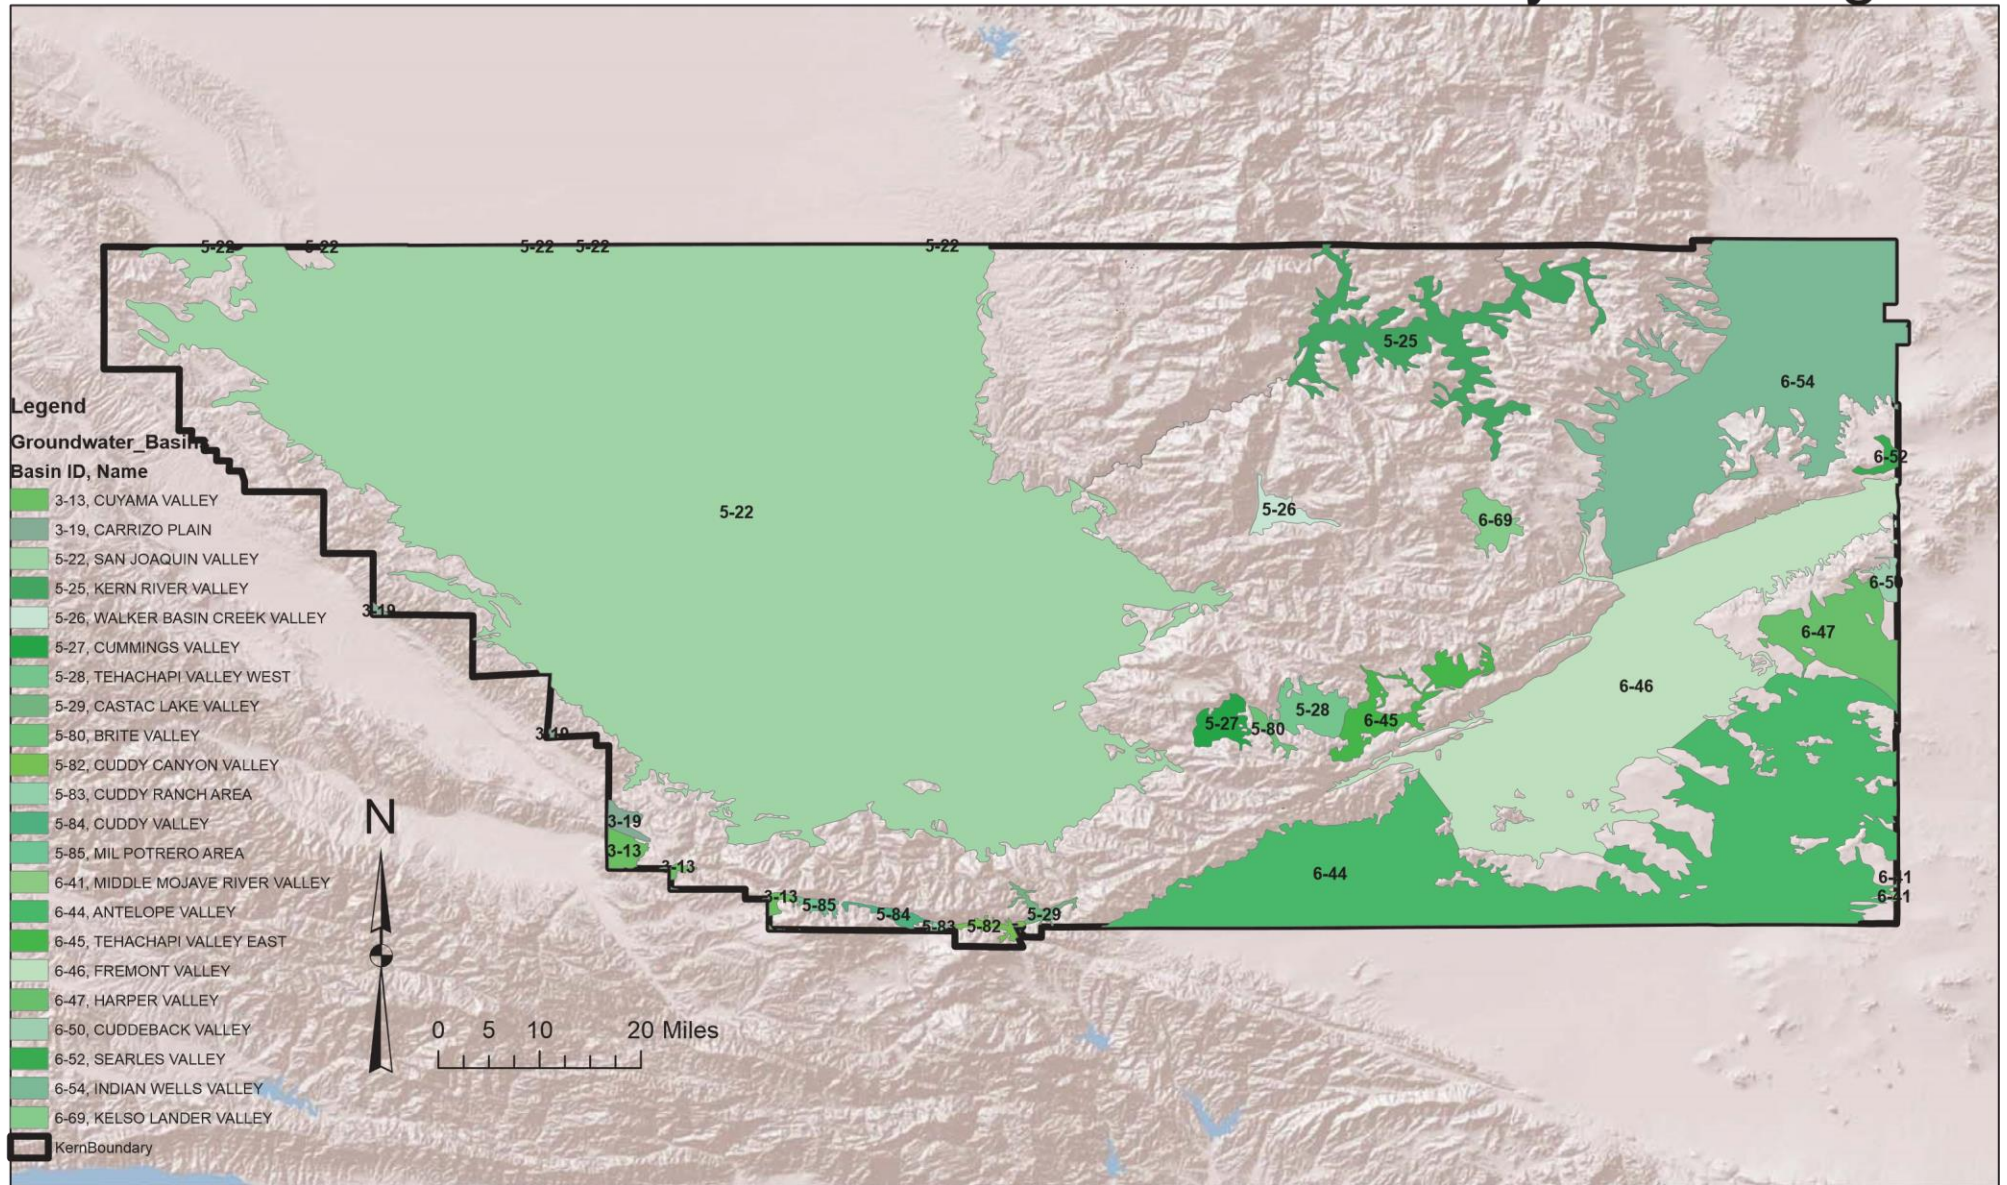 5-22 5-22 5-22 5-22 5-22
5-25
6-54
6-52
5-22
5-26
6-69
6-50
3-19
6-47
6-46
5-27
5-80
5-28
6-45
3-19
3-19
3-13
3-13
3-13
5-85
5-84
5-83
5-82
5-29
6-44
6-41
6-41
Legend
Groundwater_Basin
Basin ID, Name
3-13, CUYAMA VALLEY
3-19, CARRIZO PLAIN
5-22, SAN JOAQUIN VALLEY
5-25, KERN RIVER VALLEY
5-26, WALKER BASIN CREEK VALLEY
5-27, CUMMINGS VALLEY
5-28, TEHACHAPI VALLEY WEST
5-29, CASTAC LAKE VALLEY
5-80, BRITE VALLEY
5-82, CUDDY CANYON VALLEY
5-83, CUDDY RANCH AREA
5-84, CUDDY VALLEY
5-85, MIL POTRERO AREA
6-41, MIDDLE MOJAVE RIVER VALLEY
6-44, ANTELOPE VALLEY
6-45, TEHACHAPI VALLEY EAST
6-46, FREMONT VALLEY
6-47, HARPER VALLEY
6-50, CUDDEBACK VALLEY
6-52, SEARLES VALLEY
6-54, INDIAN WELLS VALLEY
6-69, KELSO LANDER VALLEY
KernBoundary
N
0 5 10 20 Miles